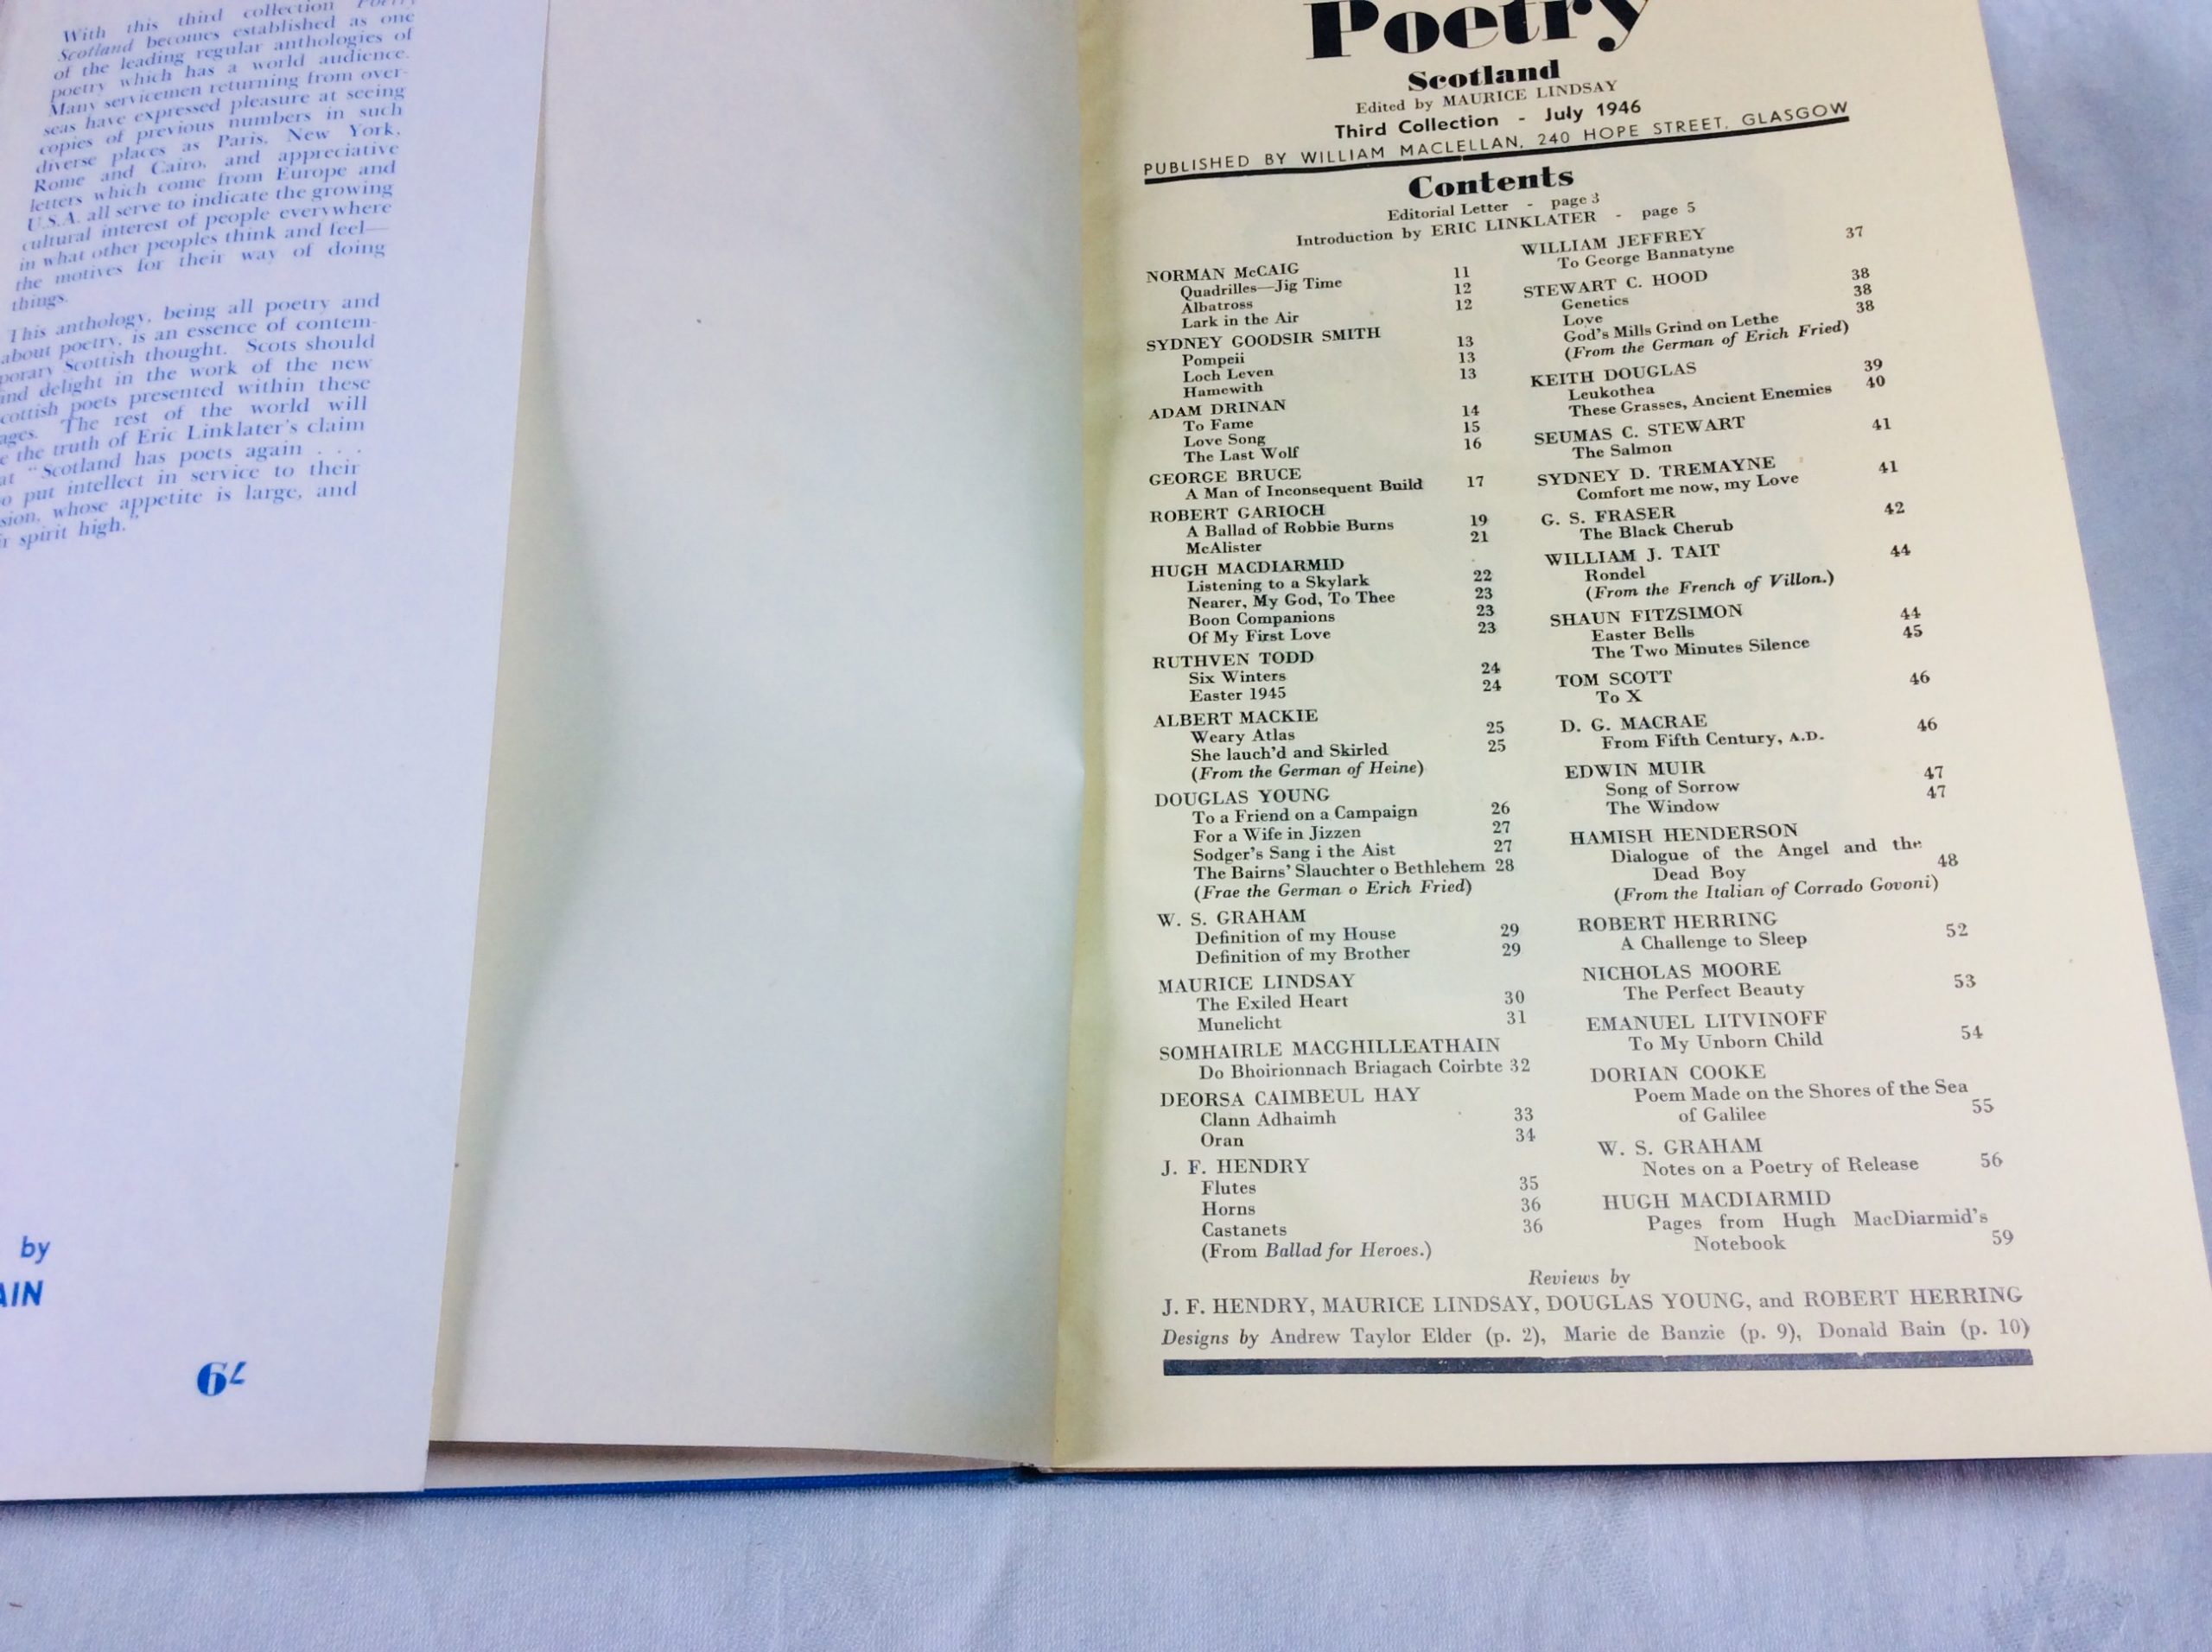 With this third collection Poetry
Scotland becomes established as one
of the leading regular anthologies of
poetry which has a world audience.
Many servicemen returning from over-
seas have expressed pleasure at seeing
copies of previous numbers in such
diverse places as Paris, New York,
Rome and Cairo, and appreciative
letters which come from Europe and
U.S.A. all serve to indicate the growing
cultural interest of people everywhere
in what other peoples think and feel—
the motives for their way of doing
things.
This anthology, being all poetry and
about poetry, is an essence of contem-
porary Scottish thought. Scots should
delight in the work of the new
poets presented within these
The rest of the world will
the truth of Eric Linklater's claim
"Scotland has poets again . . .
put intellect in service to their
whose appetite is large, and
spirit high."
by
AIN
6/-
Poetry
Scotland
Edited by MAURICE LINDSAY
Third Collection - July 1946
PUBLISHED BY WILLIAM MACLELLAN, 240 HOPE STREET, GLASGOW
Contents
Editorial Letter - page 3
Introduction by ERIC LINKLATER - page 5
NORMAN McCAIG
Quadrilles—Jig Time 11
Albatross 12
Lark in the Air 12
SYDNEY GOODSIR SMITH
Pompeii 13
Loch Leven 13
Hamewith 13
ADAM DRINAN
To Fame 14
Love Song 15
The Last Wolf 16
GEORGE BRUCE
A Man of Inconsequent Build 17
ROBERT GARIOCH
A Ballad of Robbie Burns 19
McAlister 21
HUGH MACDIARMID
Listening to a Skylark 22
Nearer, My God, To Thee 23
Boon Companions 23
Of My First Love 23
RUTHVEN TODD
Six Winters 24
Easter 1945 24
ALBERT MACKIE
Weary Atlas 25
She lauch'd and Skirled 25
(From the German of Heine)
DOUGLAS YOUNG
To a Friend on a Campaign 26
For a Wife in Jizzen 27
Sodger's Sang i the Aist 27
The Bairns' Slauchter o Bethlehem 28
(Frae the German o Erich Fried)
W. S. GRAHAM
Definition of my House 29
Definition of my Brother 29
MAURICE LINDSAY
The Exiled Heart 30
Munelicht 31
SOMHAIRLE MACGHILLEATHAIN
Do Bhoirionnach Briagach Coirbte 32
DEORSA CAIMBEUL HAY
Clann Adhaimh 33
Oran 34
J. F. HENDRY
Flutes 35
Horns 36
Castanets 36
(From Ballad for Heroes.)
WILLIAM JEFFREY
To George Bannatyne 37
STEWART C. HOOD
Genetics 38
Love 38
God's Mills Grind on Lethe 38
(From the German of Erich Fried)
KEITH DOUGLAS
Leukothea 39
These Grasses, Ancient Enemies 40
SEUMAS C. STEWART
The Salmon 41
SYDNEY D. TREMAYNE
Comfort me now, my Love 41
G. S. FRASER
The Black Cherub 42
WILLIAM J. TAIT
Rondel 44
(From the French of Villon.)
SHAUN FITZSIMON
Easter Bells 44
The Two Minutes Silence 45
TOM SCOTT
To X 46
D. G. MACRAE
From Fifth Century, A.D. 46
EDWIN MUIR
Song of Sorrow 47
The Window 47
HAMISH HENDERSON
Dialogue of the Angel and the
Dead Boy 48
(From the Italian of Corrado Govoni)
ROBERT HERRING
A Challenge to Sleep 52
NICHOLAS MOORE
The Perfect Beauty 53
EMANUEL LITVINOFF
To My Unborn Child 54
DORIAN COOKE
Poem Made on the Shores of the Sea
of Galilee 55
W. S. GRAHAM
Notes on a Poetry of Release 56
HUGH MACDIARMID
Pages from Hugh MacDiarmid's
Notebook 59
Reviews by
J. F. HENDRY, MAURICE LINDSAY, DOUGLAS YOUNG, and ROBERT HERRING
Designs by Andrew Taylor Elder (p. 2), Marie de Banzie (p. 9), Donald Bain (p. 10)